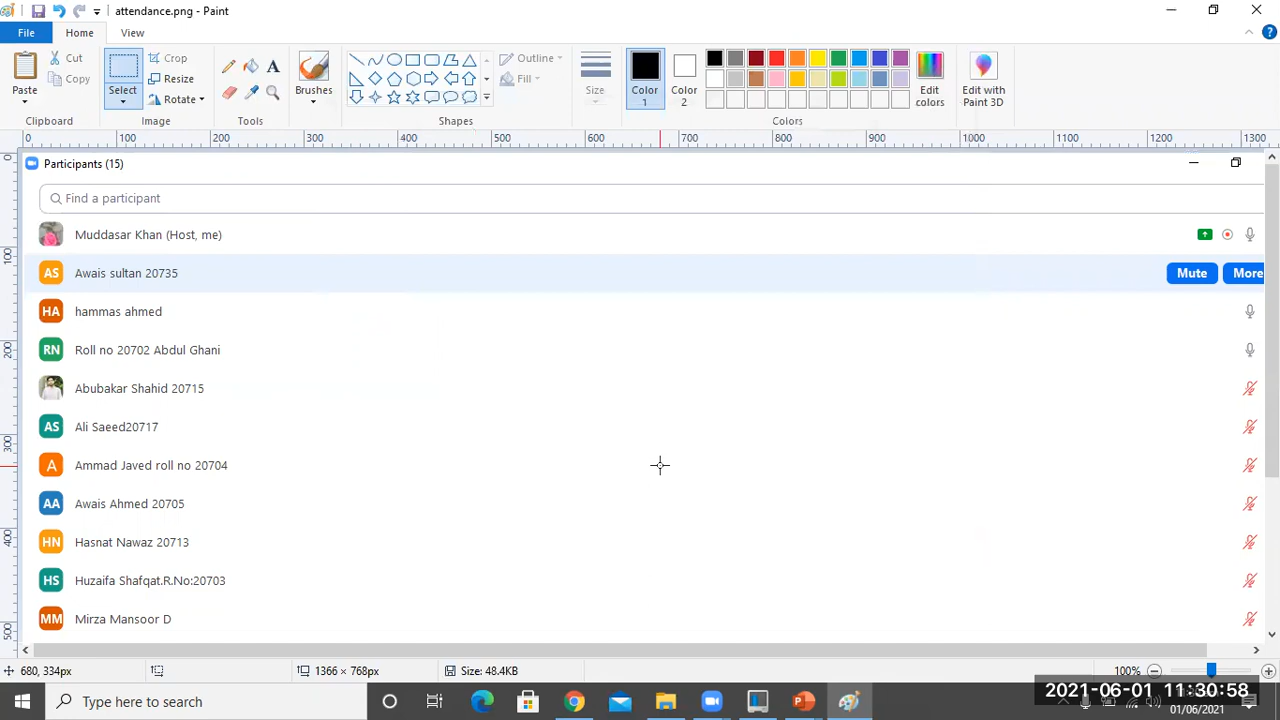 attendance.png - Paint
File
Home
View
Paste
Cut
Copy
Clipboard
Select
Crop
Resize
Rotate
Image
A
Tools
Brushes
Outline
Fill
Shapes
Size
Color
1
Color
2
Edit
colors
Edit with
Paint 3D
Colors
0 100 200 300 400 500 600 700 800 900 1000 1100 1200 1300
0
100
200
300
400
500
Participants (15)
Find a participant
Muddasar Khan (Host, me)
AS Awais sultan 20735 Mute More
HA hammas ahmed
RN Roll no 20702 Abdul Ghani
Abubakar Shahid 20715
AS Ali Saeed20717
A Ammad Javed roll no 20704
AA Awais Ahmed 20705
HN Hasnat Nawaz 20713
HS Huzaifa Shafqat.R.No:20703
MM Mirza Mansoor D
680, 334px 1366 × 768px Size: 48.4KB 100%
Type here to search
2021-06-01 11:30:58
01/06/2021